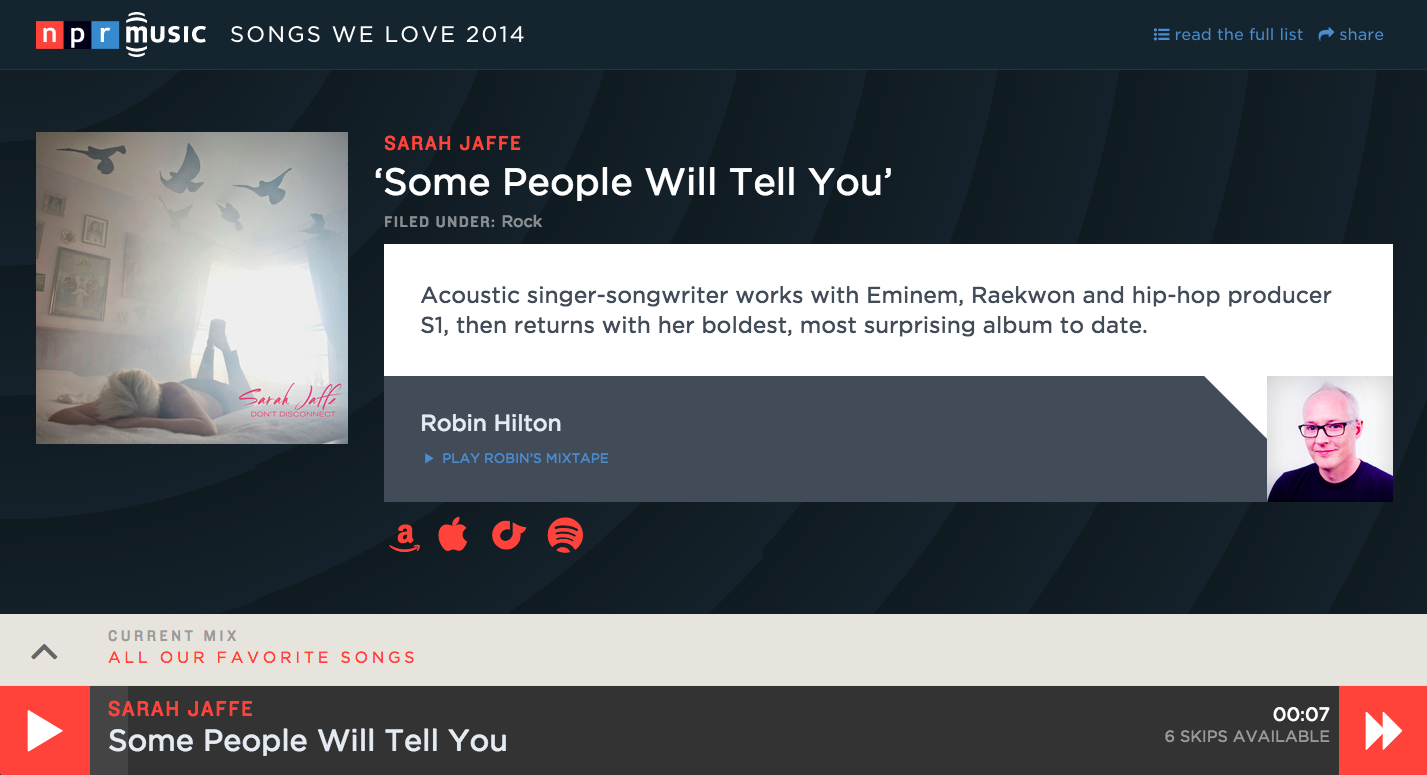 npr music SONGS WE LOVE 2014
read the full list share
SARAH JAFFE
‘Some People Will Tell You’
FILED UNDER: Rock
Acoustic singer-songwriter works with Eminem, Raekwon and hip-hop producer
S1, then returns with her boldest, most surprising album to date.
Sarah Jaffe
DON'T DISCONNECT
Robin Hilton
PLAY ROBIN'S MIXTAPE
a
CURRENT MIX
ALL OUR FAVORITE SONGS
SARAH JAFFE
Some People Will Tell You
00:07
6 SKIPS AVAILABLE